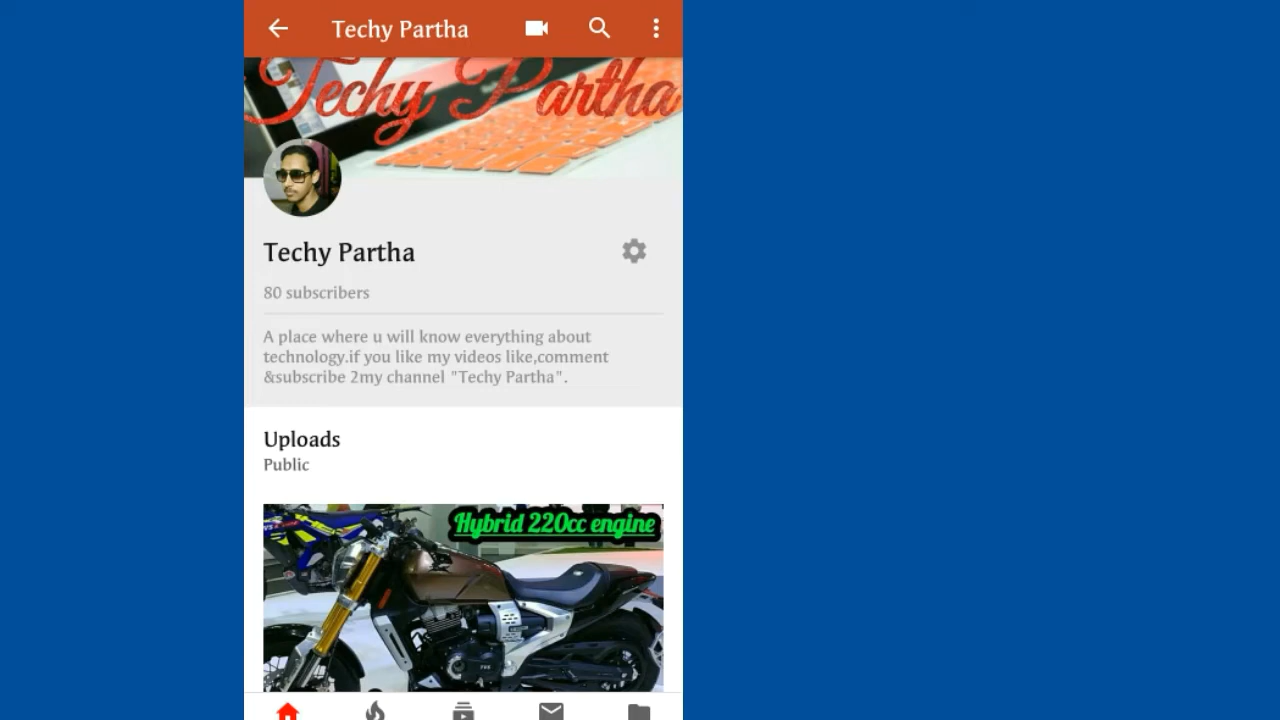 Techy Partha
Techy Partha
Techy Partha
80 subscribers
A place where u will know everything about
technology.if you like my videos like,comment
&subscribe 2my channel "Techy Partha".
Uploads
Public
Hybrid 220cc engine
TVS